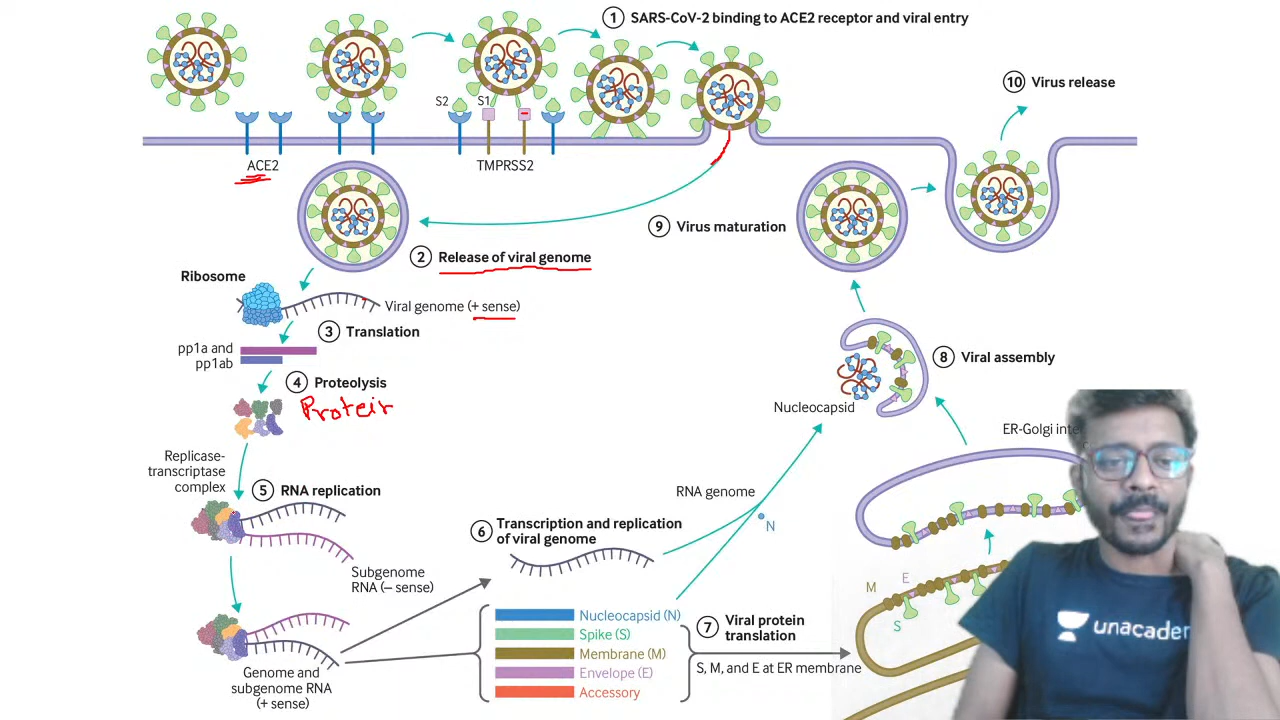 1 SARS-CoV-2 binding to ACE2 receptor and viral entry
10 Virus release
S2
S1
ACE2
TMPRSS2
9 Virus maturation
2 Release of viral genome
Ribosome
Viral genome (+ sense)
3 Translation
pp1a and
pp1ab
4 Proteolysis
Protein
8 Viral assembly
Nucleocapsid
ER-Golgi
Replicase-
transcriptase
complex
5 RNA replication
RNA genome
6 Transcription and replication
of viral genome
N
Subgenome
RNA (– sense)
M
E
S
Nucleocapsid (N)
Spike (S)
Membrane (M)
Envelope (E)
Accessory
7 Viral protein
translation
S, M, and E at ER membrane
Genome and
subgenome RNA
(+ sense)
unacader